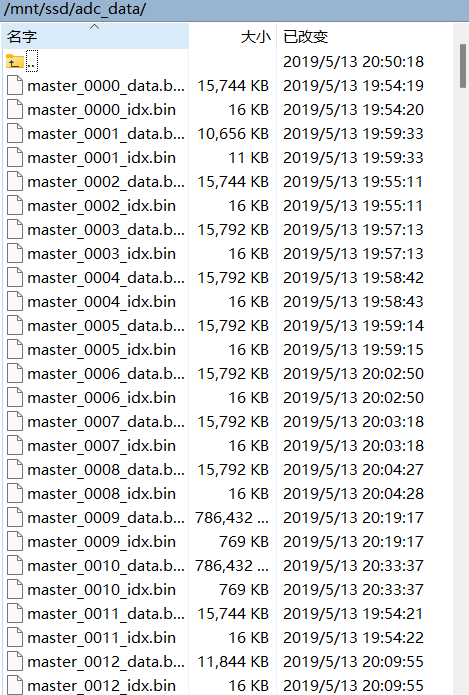 /mnt/ssd/adc_data/
名字 大小 已改变
.. 2019/5/13 20:50:18
master_0000_data.b... 15,744 KB 2019/5/13 19:54:19
master_0000_idx.bin 16 KB 2019/5/13 19:54:20
master_0001_data.b... 10,656 KB 2019/5/13 19:59:33
master_0001_idx.bin 11 KB 2019/5/13 19:59:33
master_0002_data.b... 15,744 KB 2019/5/13 19:55:11
master_0002_idx.bin 16 KB 2019/5/13 19:55:11
master_0003_data.b... 15,792 KB 2019/5/13 19:57:13
master_0003_idx.bin 16 KB 2019/5/13 19:57:13
master_0004_data.b... 15,792 KB 2019/5/13 19:58:42
master_0004_idx.bin 16 KB 2019/5/13 19:58:43
master_0005_data.b... 15,792 KB 2019/5/13 19:59:14
master_0005_idx.bin 16 KB 2019/5/13 19:59:15
master_0006_data.b... 15,792 KB 2019/5/13 20:02:50
master_0006_idx.bin 16 KB 2019/5/13 20:02:50
master_0007_data.b... 15,792 KB 2019/5/13 20:03:18
master_0007_idx.bin 16 KB 2019/5/13 20:03:18
master_0008_data.b... 15,792 KB 2019/5/13 20:04:27
master_0008_idx.bin 16 KB 2019/5/13 20:04:28
master_0009_data.b... 786,432 ... 2019/5/13 20:19:17
master_0009_idx.bin 769 KB 2019/5/13 20:19:17
master_0010_data.b... 786,432 ... 2019/5/13 20:33:37
master_0010_idx.bin 769 KB 2019/5/13 20:33:37
master_0011_data.b... 15,744 KB 2019/5/13 19:54:21
master_0011_idx.bin 16 KB 2019/5/13 19:54:22
master_0012_data.b... 11,844 KB 2019/5/13 20:09:55
master_0012_idx.bin 16 KB 2019/5/13 20:09:55